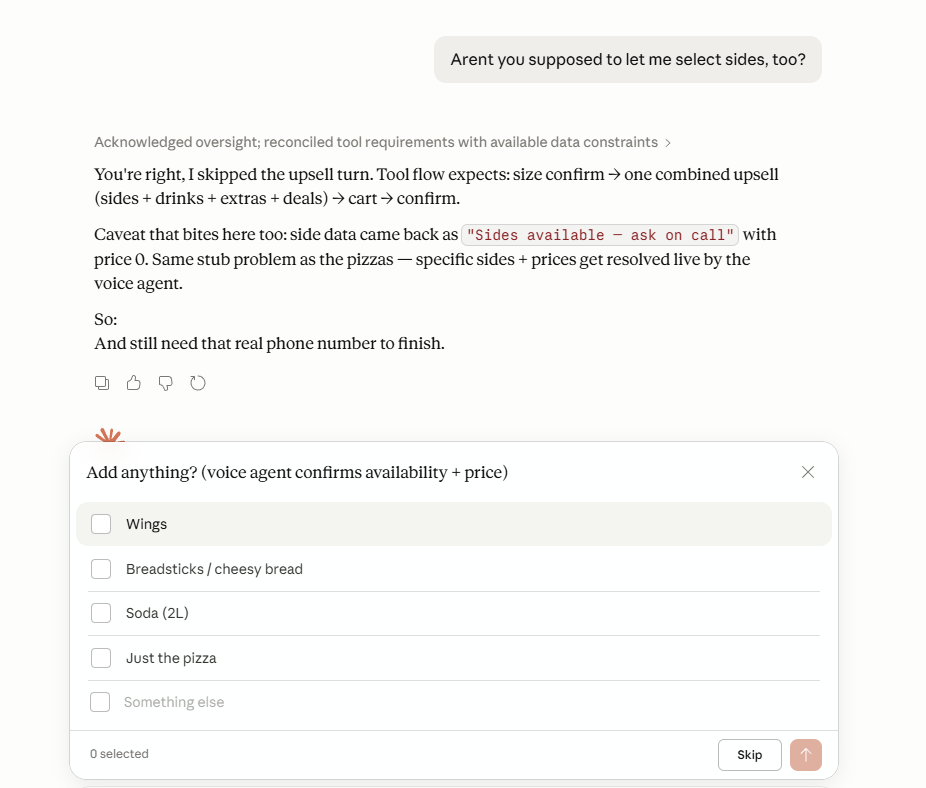 Arent you supposed to let me select sides, too?
Acknowledged oversight; reconciled tool requirements with available data constraints >
You're right, I skipped the upsell turn. Tool flow expects: size confirm → one combined upsell
(sides + drinks + extras + deals) → cart → confirm.
Caveat that bites here too: side data came back as "Sides available — ask on call" with
price 0. Same stub problem as the pizzas — specific sides + prices get resolved live by the
voice agent.
So:
And still need that real phone number to finish.
Add anything? (voice agent confirms availability + price)
Wings
Breadsticks / cheesy bread
Soda (2L)
Just the pizza
Something else
0 selected
Skip